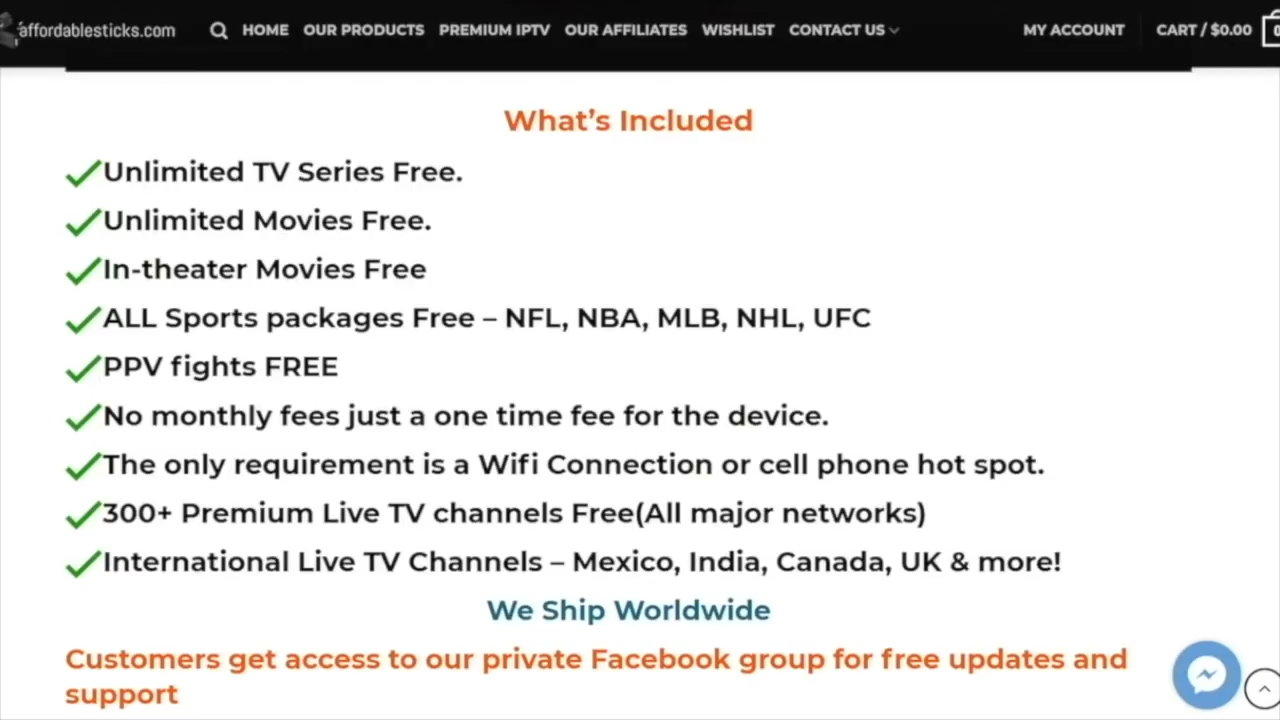 affordablesticks.com HOME OUR PRODUCTS PREMIUM IPTV OUR AFFILIATES WISHLIST CONTACT US MY ACCOUNT CART / $0.00 0
What's Included
Unlimited TV Series Free.
Unlimited Movies Free.
In-theater Movies Free
ALL Sports packages Free – NFL, NBA, MLB, NHL, UFC
PPV fights FREE
No monthly fees just a one time fee for the device.
The only requirement is a Wifi Connection or cell phone hot spot.
300+ Premium Live TV channels Free(All major networks)
International Live TV Channels – Mexico, India, Canada, UK & more!
We Ship Worldwide
Customers get access to our private Facebook group for free updates and
support